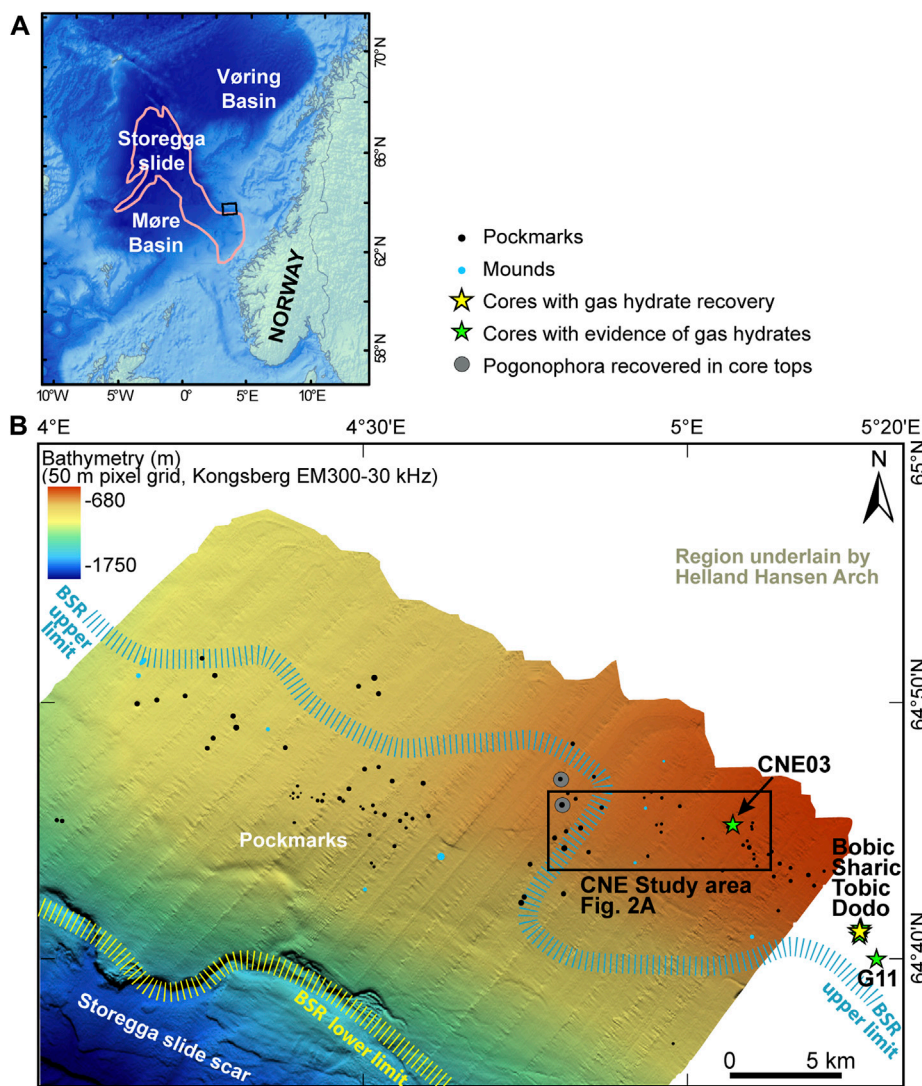 A
Vøring
Basin
Storegga
slide
Møre
Basin
NORWAY
70°N
66°N
62°N
58°N
10°W
5°W
0°
5°E
10°E
Pockmarks
Mounds
Cores with gas hydrate recovery
Cores with evidence of gas hydrates
Pogonophora recovered in core tops
B
4°E
4°30'E
5°E
5°20'E
Bathymetry (m)
(50 m pixel grid, Kongsberg EM300-30 kHz)
-680
-1750
N
65°N
Region underlain by
Helland Hansen Arch
BSR
upper
limit
64°50'N
CNE03
Pockmarks
CNE Study area
Fig. 2A
Bobic
Sharic
Tobic
Dodo
64°40'N
G11
BSR
upper limit
BSR lower limit
Storegga slide scar
0
5 km